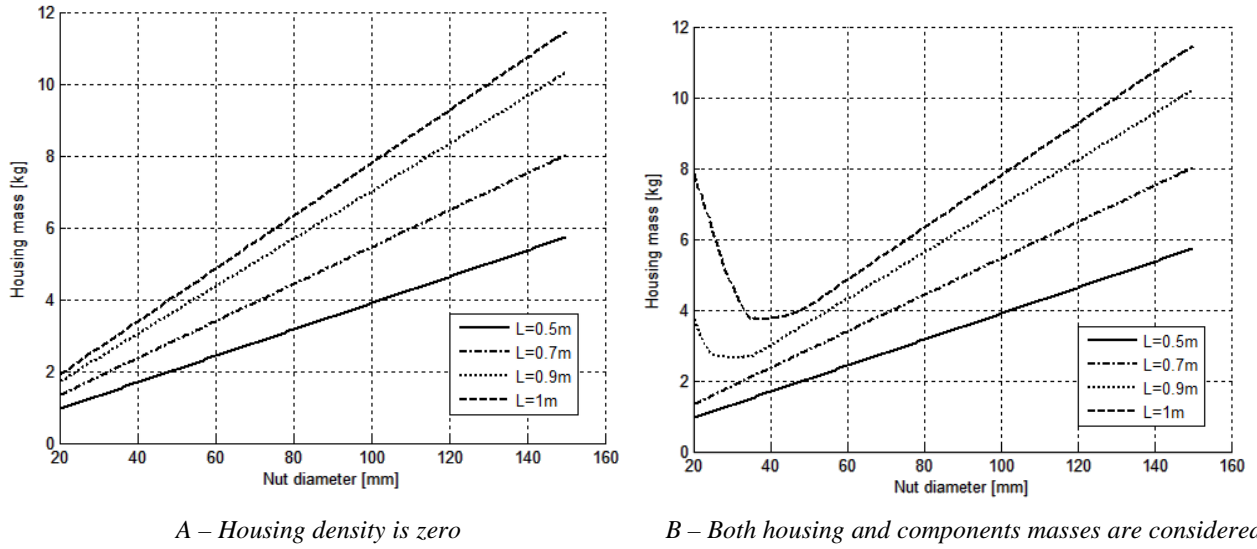 12
10
8
6
4
2
0
Housing mass [kg]
L=0.5m
L=0.7m
L=0.9m
L=1m
20 40 60 80 100 120 140 160
Nut diameter [mm]
A – Housing density is zero
12
10
8
6
4
2
0
Housing mass [kg]
L=0.5m
L=0.7m
L=0.9m
L=1m
20 40 60 80 100 120 140 160
Nut diameter [mm]
B – Both housing and components masses are considered